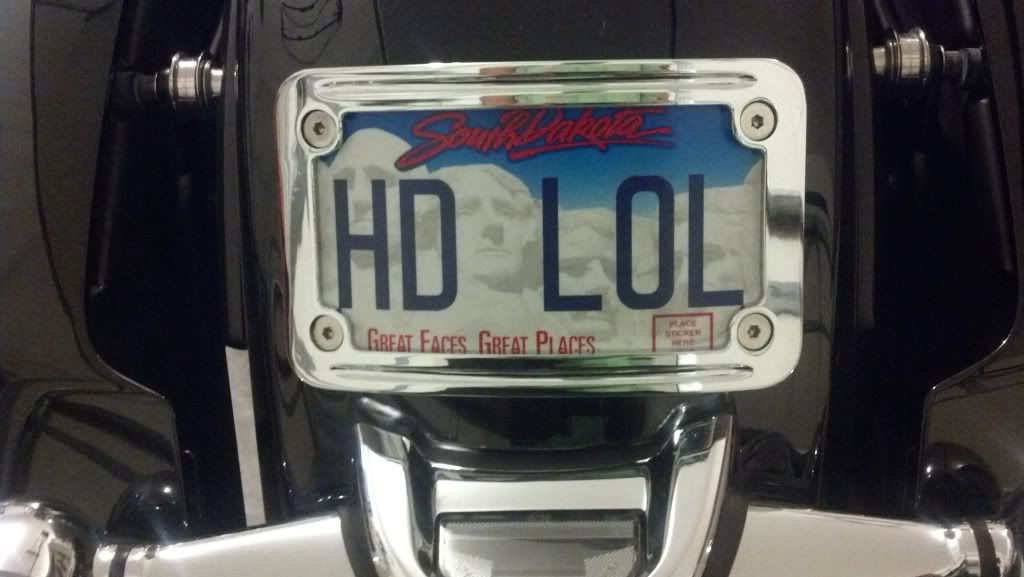 South Dakota
HD LOL
GREAT FACES. GREAT PLACES.
PLACE
STICKER
HERE